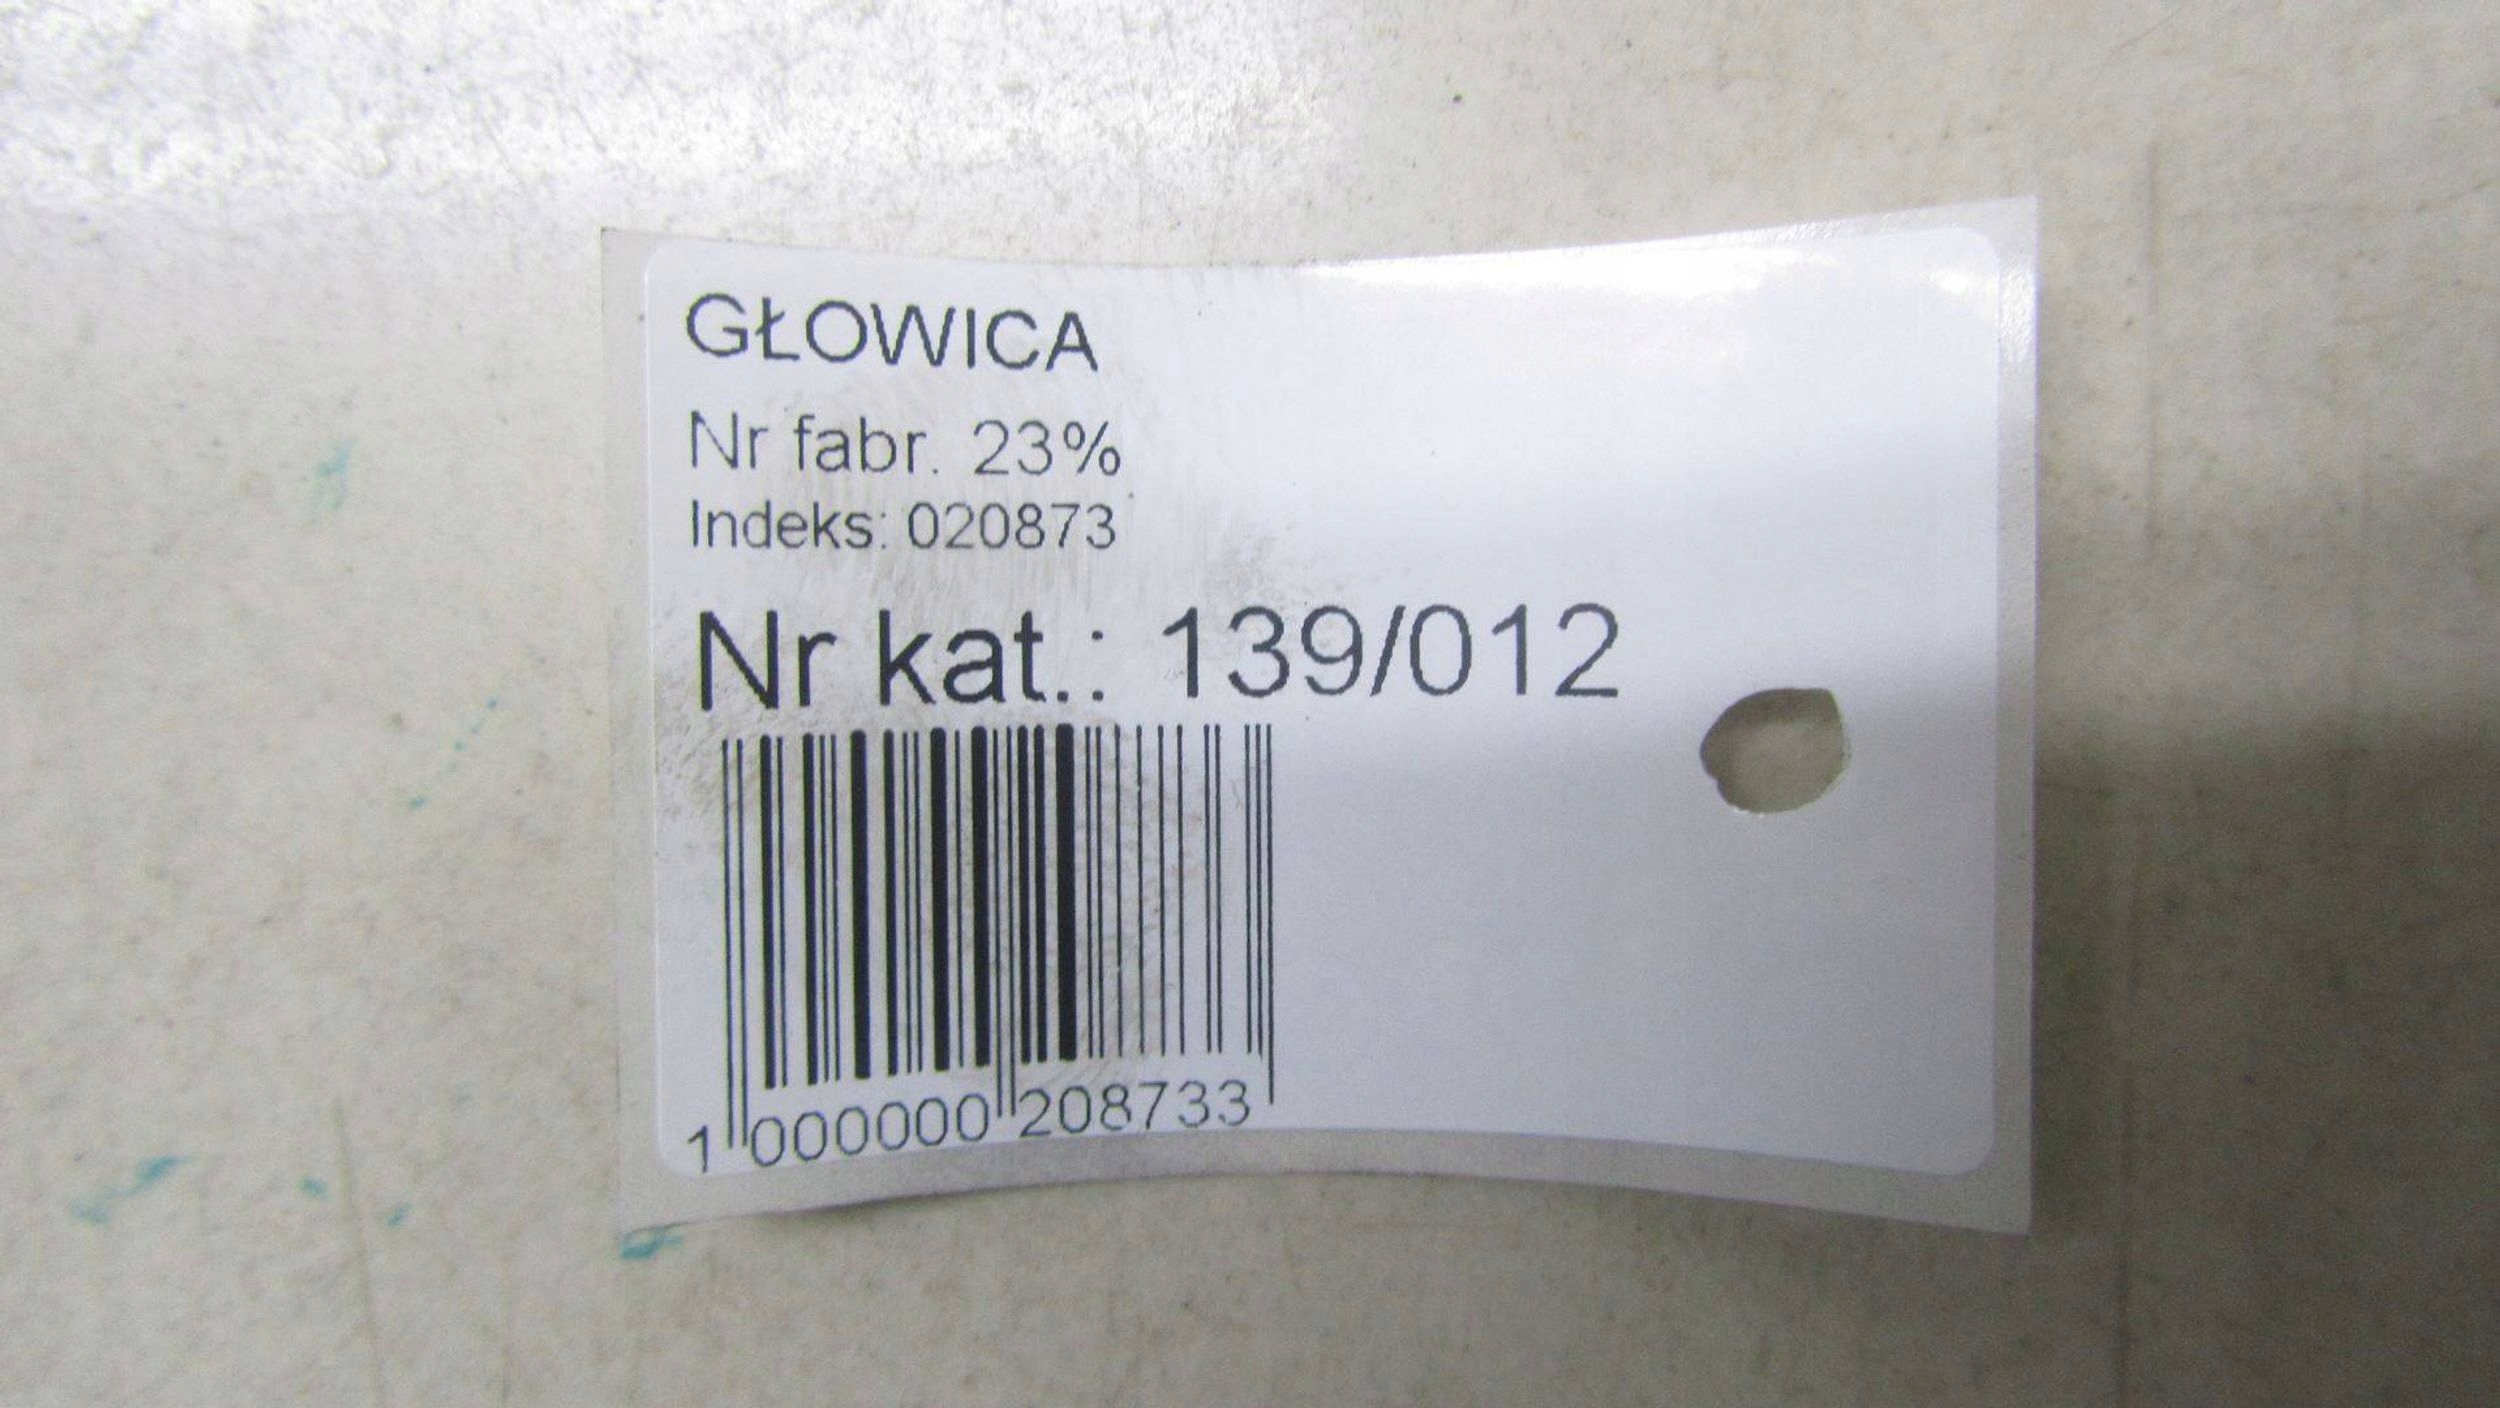 GŁOWICA
Nr fabr. 23%
Indeks: 020873
Nr kat.: 139/012
1 000000 208733